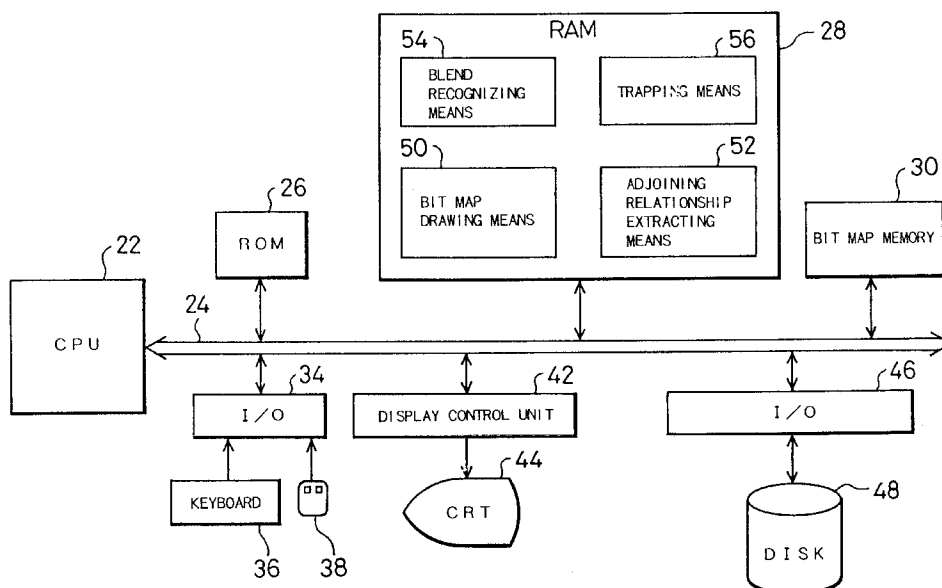 RAM
28
54
BLEND
RECOGNIZING
MEANS
56
TRAPPING MEANS
50
BIT MAP
DRAWING MEANS
52
ADJOINING
RELATIONSHIP
EXTRACTING
MEANS
30
BIT MAP MEMORY
26
ROM
22
CPU
24
34
I/O
42
DISPLAY CONTROL UNIT
46
I/O
KEYBOARD
36
38
44
CRT
48
DISK